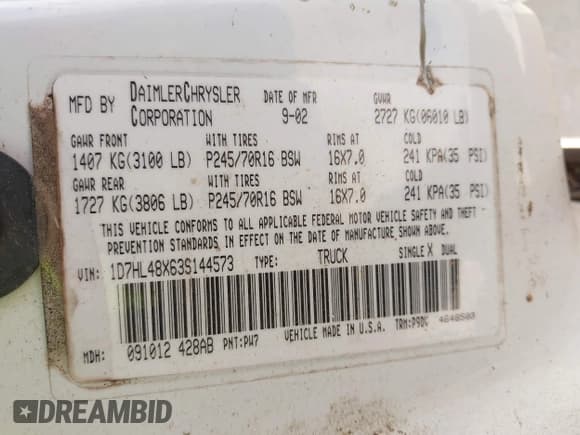 MFD BY DAIMLERCHRYSLER CORPORATION DATE OF MFR 9-02 GVWR 2727 KG(06010 LB)
GAWR FRONT WITH TIRES RIMS AT COLD
1407 KG(3100 LB) P245/70R16 BSW 16X7.0 241 KPA(35 PSI)
GAWR REAR WITH TIRES RIMS AT COLD
1727 KG(3806 LB) P245/70R16 BSW 16X7.0 241 KPA(35 PSI)
THIS VEHICLE CONFORMS TO ALL APPLICABLE FEDERAL MOTOR VEHICLE SAFETY AND THEFT
PREVENTION STANDARDS IN EFFECT ON THE DATE OF MANUFACTURE SHOWN ABOVE.
VIN: 1D7HL48X63S144573 TYPE: TRUCK SINGLE X DUAL
MDH: 091012 428AB PNT:PW7 VEHICLE MADE IN U.S.A. 4648500
DREAMBID